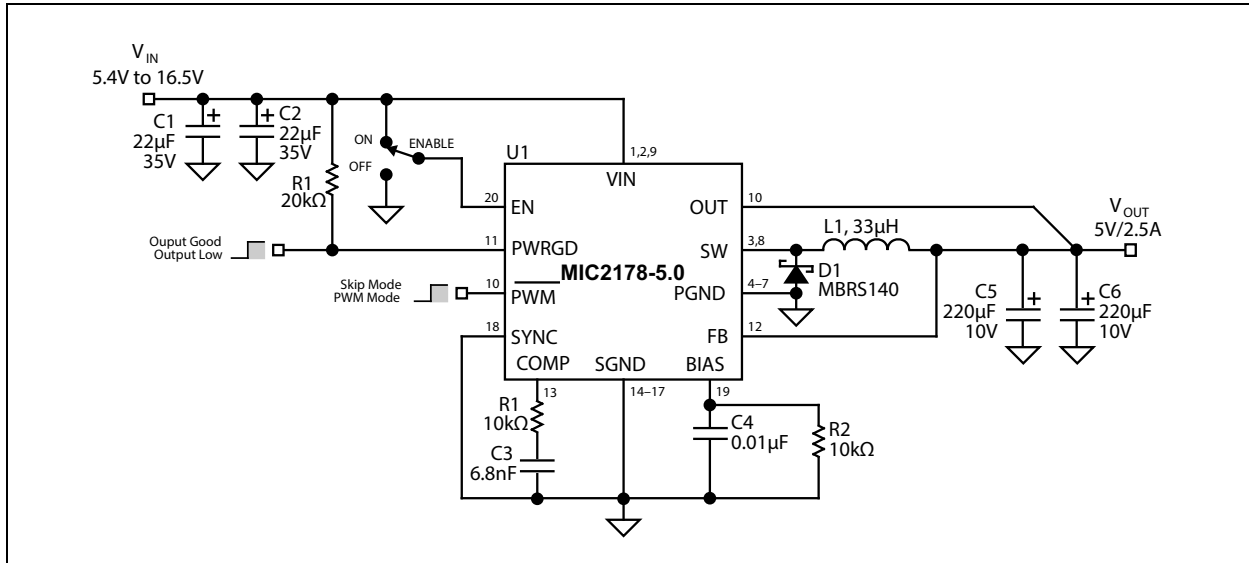 V IN
5.4V to 16.5V
C1
22µF
35V
C2
22µF
35V
R1
20kΩ
ON
OFF
ENABLE
Ouput Good
Output Low
Skip Mode
PWM Mode
U1
1,2,9
VIN
20
EN
11
PWRGD
10
PWM
18
SYNC
MIC2178-5.0
OUT
10
SW
3,8
PGND
4–7
FB
12
COMP
13
SGND
14–17
BIAS
19
L1, 33µH
D1
MBRS140
V OUT
5V/2.5A
C5
220µF
10V
C6
220µF
10V
R1
10kΩ
C3
6.8nF
C4
0.01µF
R2
10kΩ